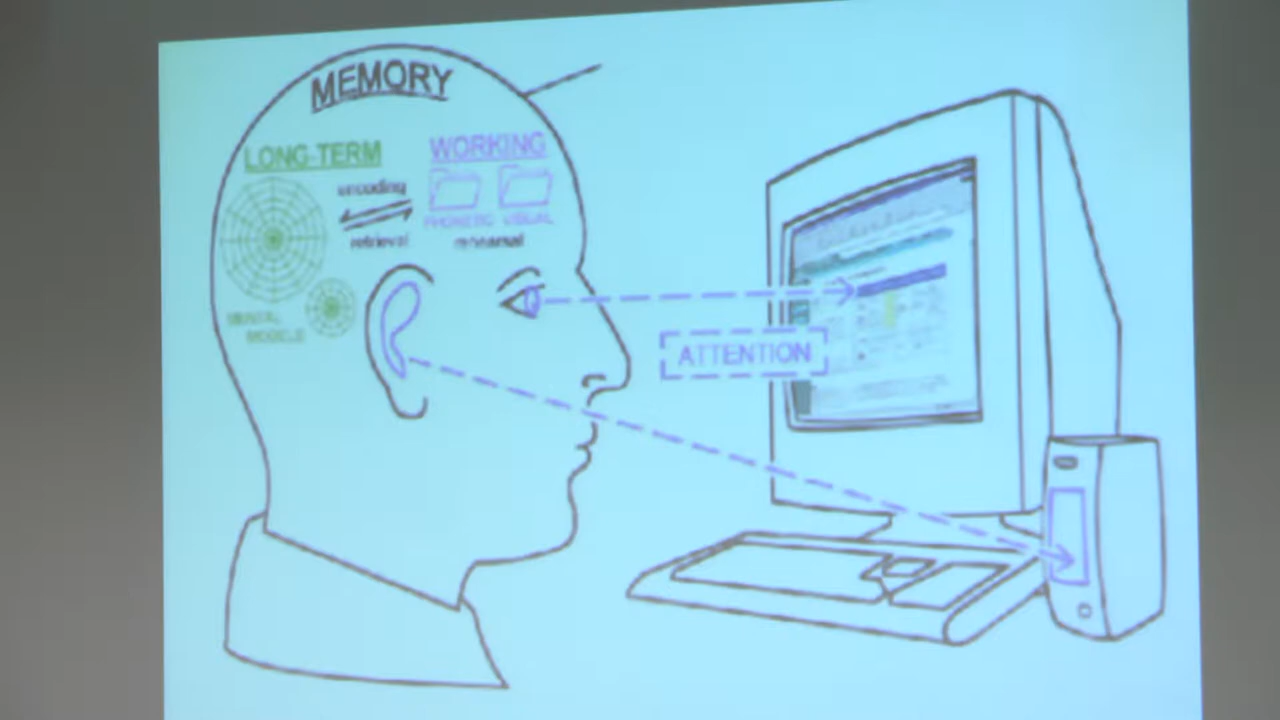 MEMORY
LONG-TERM
WORKING
encoding
PHONETIC VISUAL
retrieval
rehearsal
MENTAL
MODELS
ATTENTION